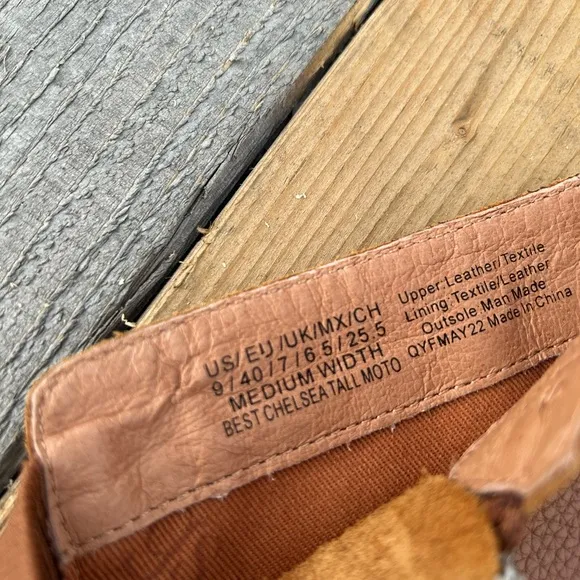 US/EU/UK/MX/CH
9/40/7/6.5/25.5
MEDIUM WIDTH
BEST CHELSEA TALL MOTO
Upper:Leather/Textile
Lining:Textile/Leather
Outsole Man Made
QYFMAY22 Made in China